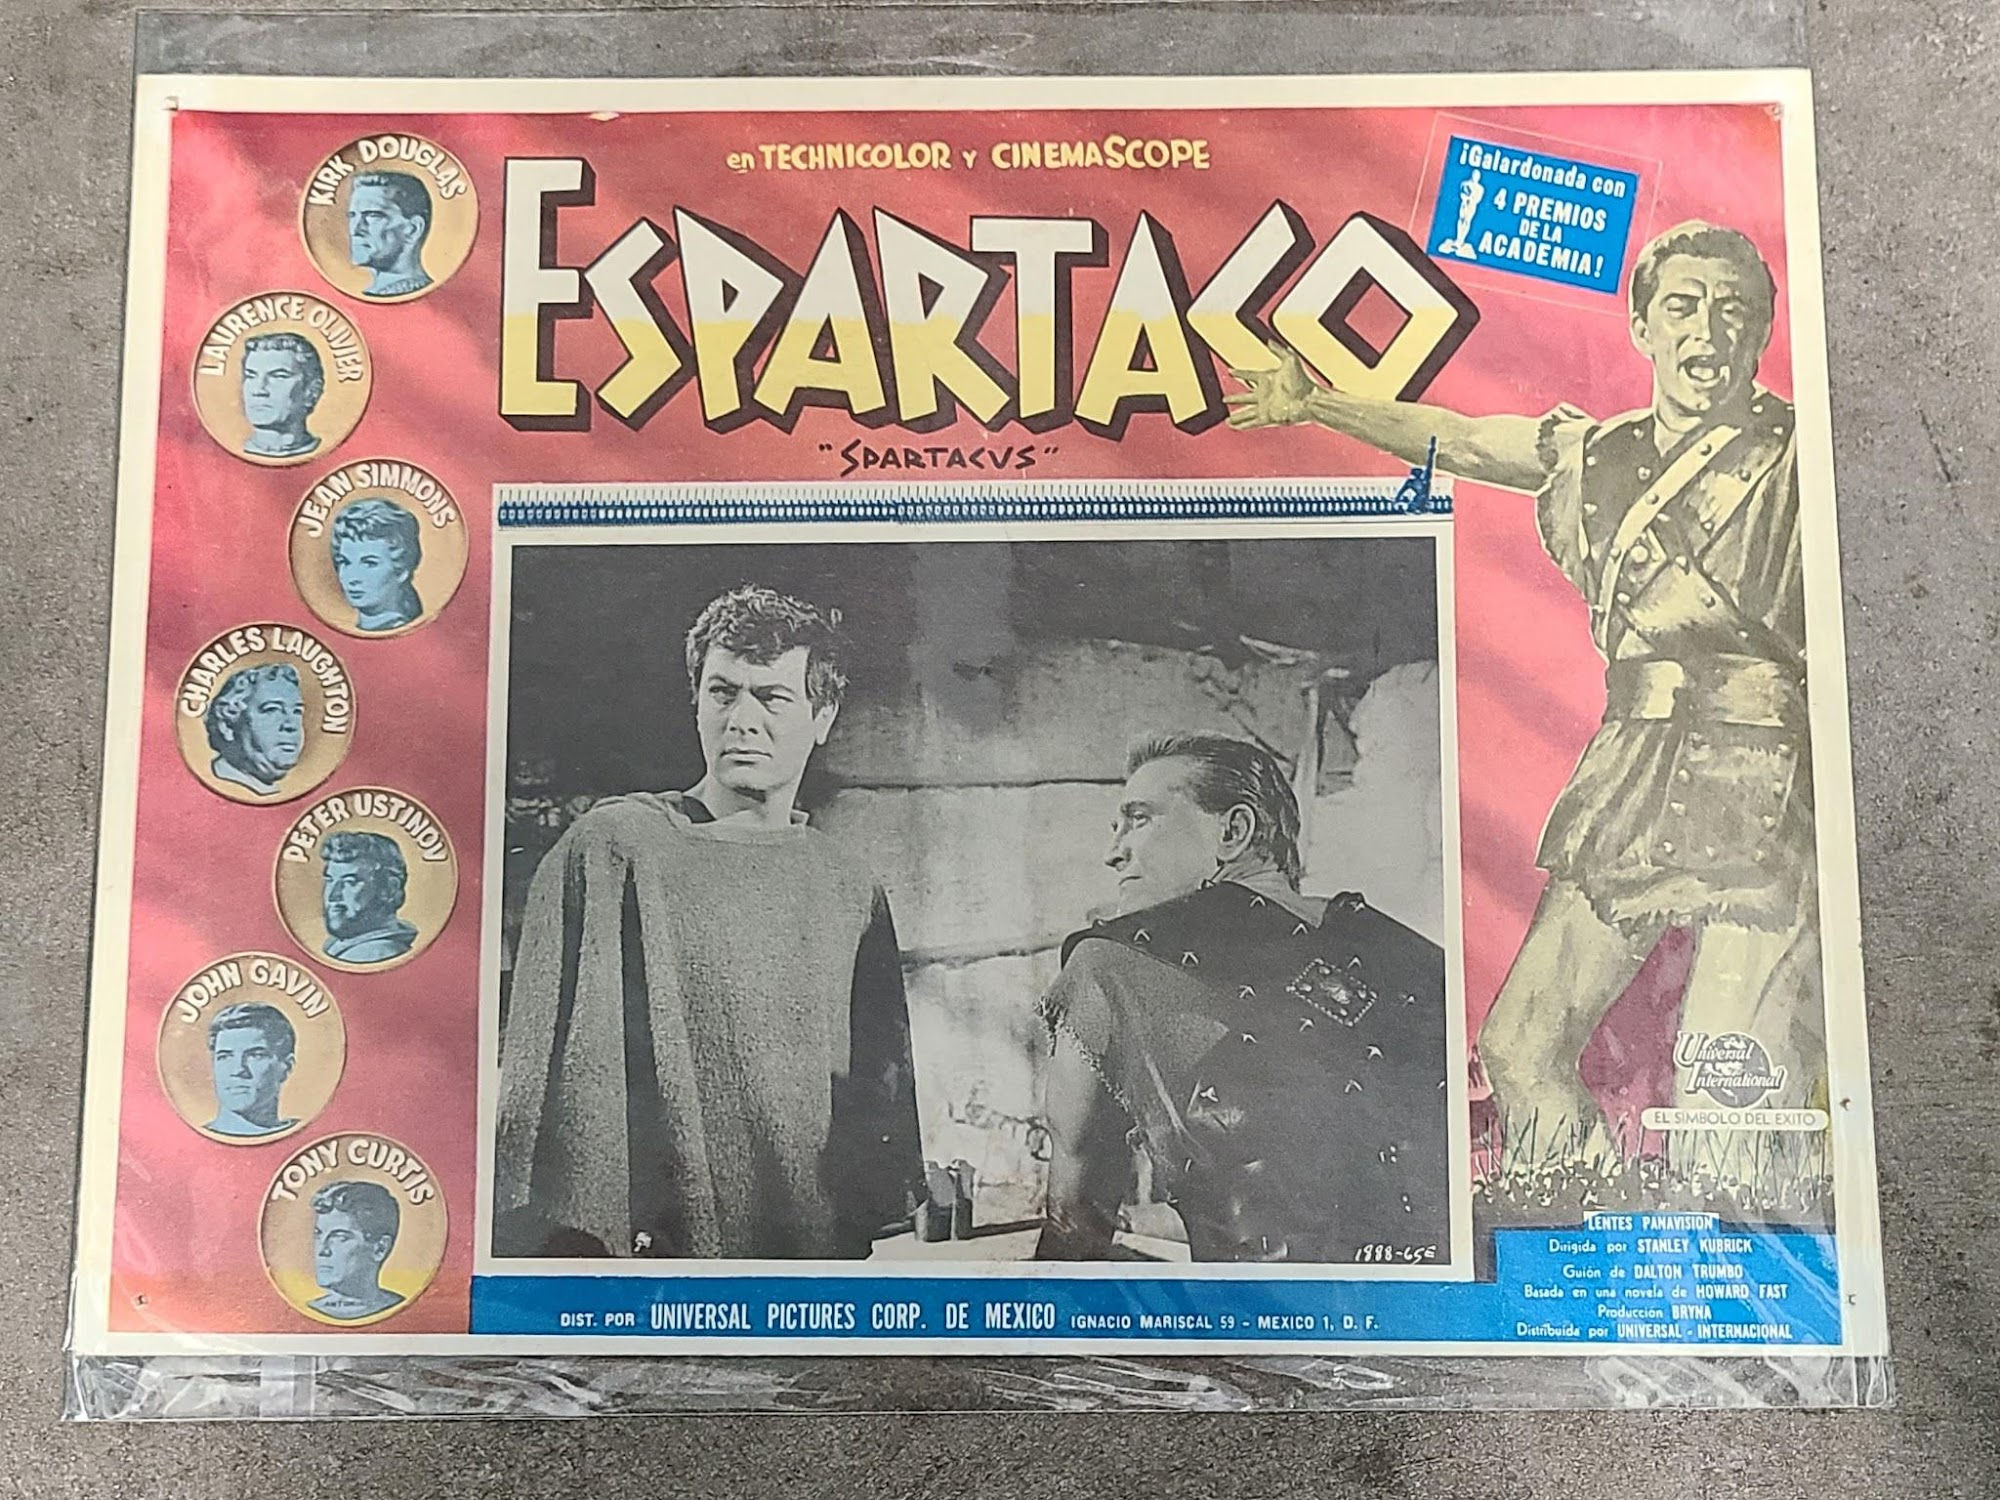 en TECHNICOLOR Y CINEMASCOPE
ESPARTACO
"SPARTACUS"
¡Galardonada con
4 PREMIOS
DE LA
ACADEMIA!
KIRK DOUGLAS
LAURENCE OLIVIER
JEAN SIMMONS
CHARLES LAUGHTON
PETER USTINOV
JOHN GAVIN
TONY CURTIS
1888-65E
Universal
International
EL SIMBOLO DEL EXITO
LENTES PANAVISION
Dirigida por STANLEY KUBRICK
Guión de DALTON TRUMBO
Basada en una novela de HOWARD FAST
Producción BRYNA
Distribuida por UNIVERSAL - INTERNACIONAL
DIST. POR UNIVERSAL PICTURES CORP. DE MEXICO IGNACIO MARISCAL 59 - MEXICO 1, D. F.